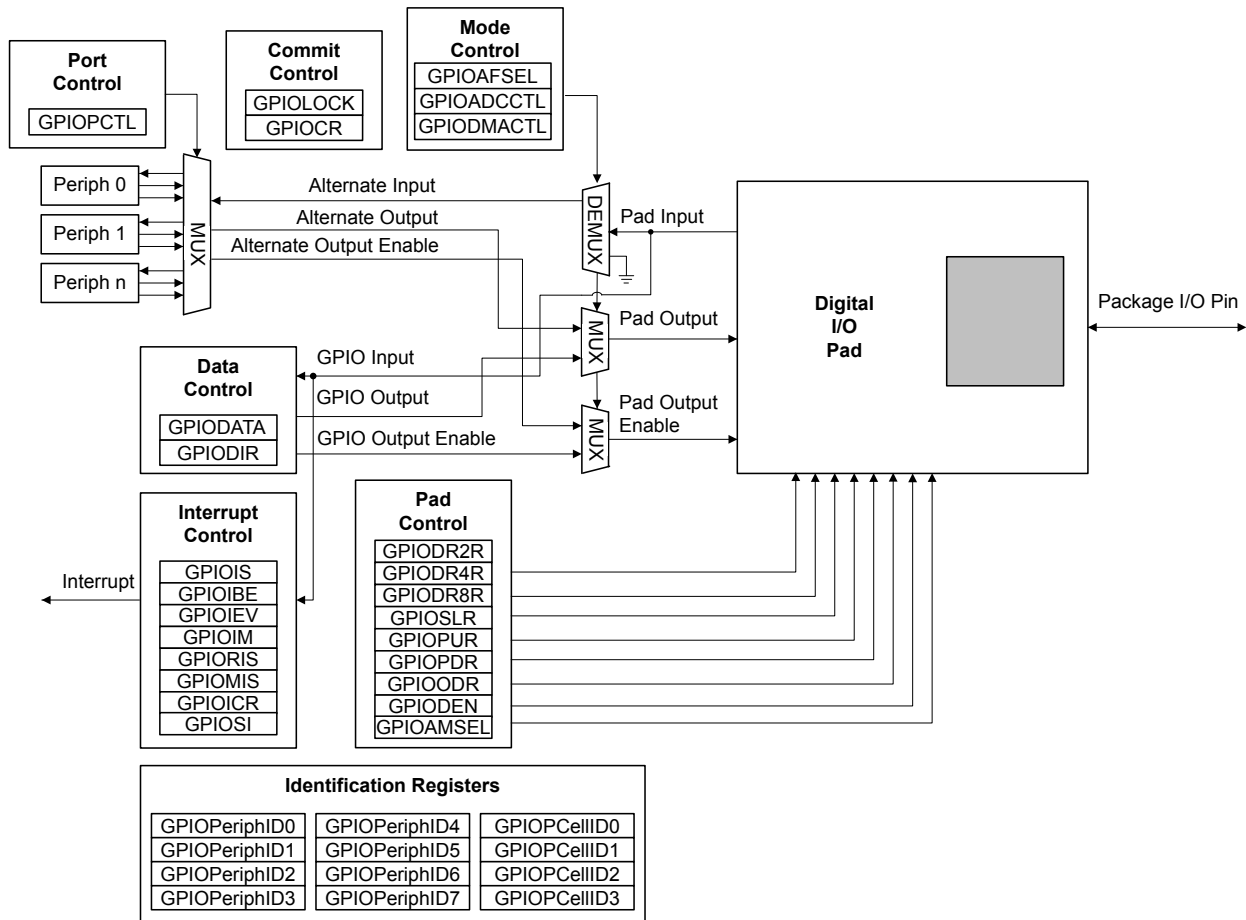 Port
Control
GPIOPCTL
Commit
Control
GPIOLOCK
GPIOCR
Mode
Control
GPIOAFSEL
GPIOADCCTL
GPIODMACTL
Periph 0
Periph 1
Periph n
MUX
Alternate Input
Alternate Output
Alternate Output Enable
DEMUX
Pad Input
MUX
Pad Output
MUX
Pad Output
Enable
Digital
I/O
Pad
Package I/O Pin
Data
Control
GPIODATA
GPIODIR
GPIO Input
GPIO Output
GPIO Output Enable
Interrupt
Control
GPIOIS
GPIOIBE
GPIOIEV
GPIOIM
GPIORIS
GPIOMIS
GPIOICR
GPIOSI
Interrupt
Pad
Control
GPIODR2R
GPIODR4R
GPIODR8R
GPIOSLR
GPIOPUR
GPIOPDR
GPIOODR
GPIODEN
GPIOAMSEL
Identification Registers
GPIOPeriphID0
GPIOPeriphID1
GPIOPeriphID2
GPIOPeriphID3
GPIOPeriphID4
GPIOPeriphID5
GPIOPeriphID6
GPIOPeriphID7
GPIOPCellID0
GPIOPCellID1
GPIOPCellID2
GPIOPCellID3